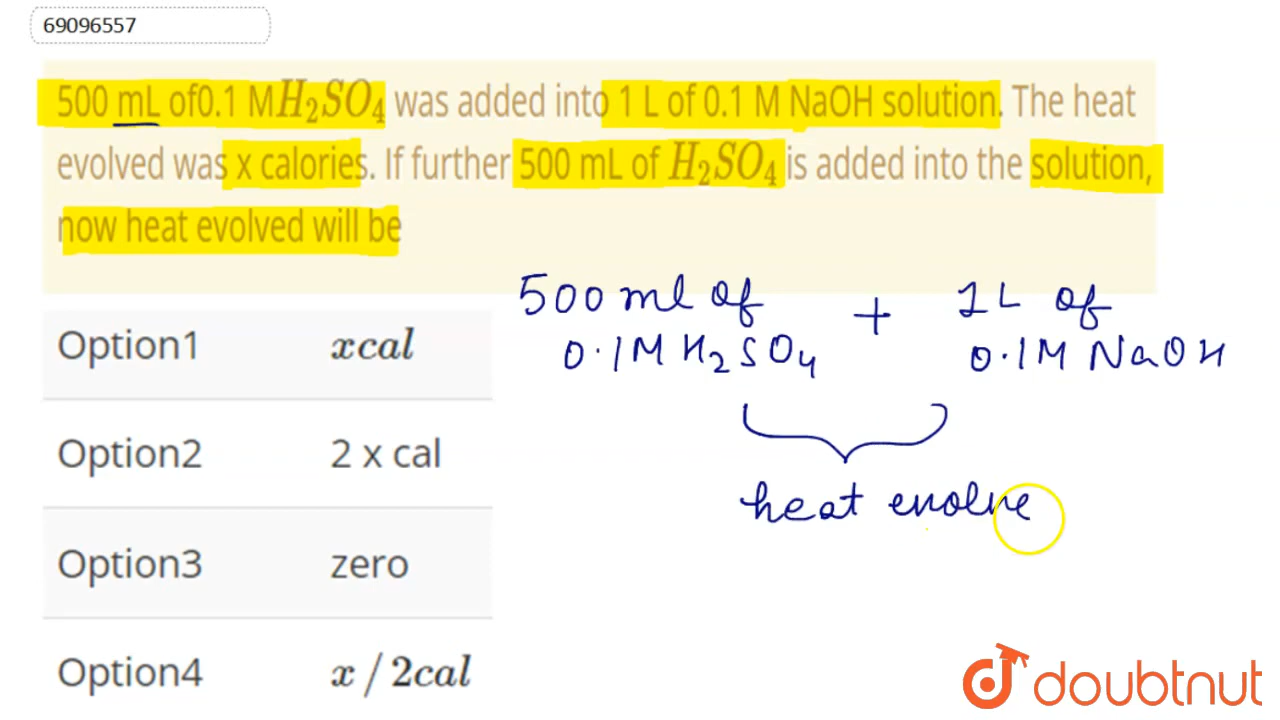 69096557
500 mL of0.1 MH₂SO₄ was added into 1 L of 0.1 M NaOH solution. The heat
evolved was x calories. If further 500 mL of H₂SO₄ is added into the solution,
now heat evolved will be
500 ml of + 1L of
0.1M H₂SO₄ 0.1M NaOH
heat evolve
Option1 xcal
Option2 2 x cal
Option3 zero
Option4 x / 2cal
doubtnut